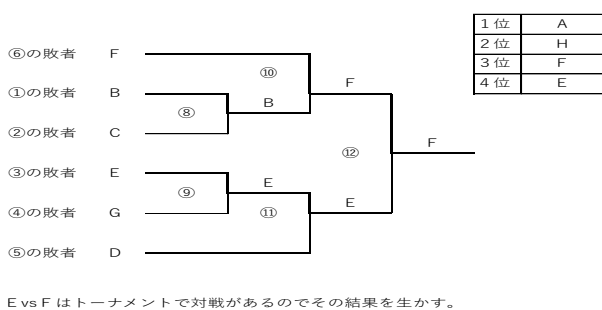 1位 A
2位 H
3位 F
4位 E
⑥の敗者 F
⑩
F
①の敗者 B
⑧
B
②の敗者 C
⑫
F
③の敗者 E
⑨
E
④の敗者 G
⑪
E
⑤の敗者 D
E vs F はトーナメントで対戦があるのでその結果を生かす。